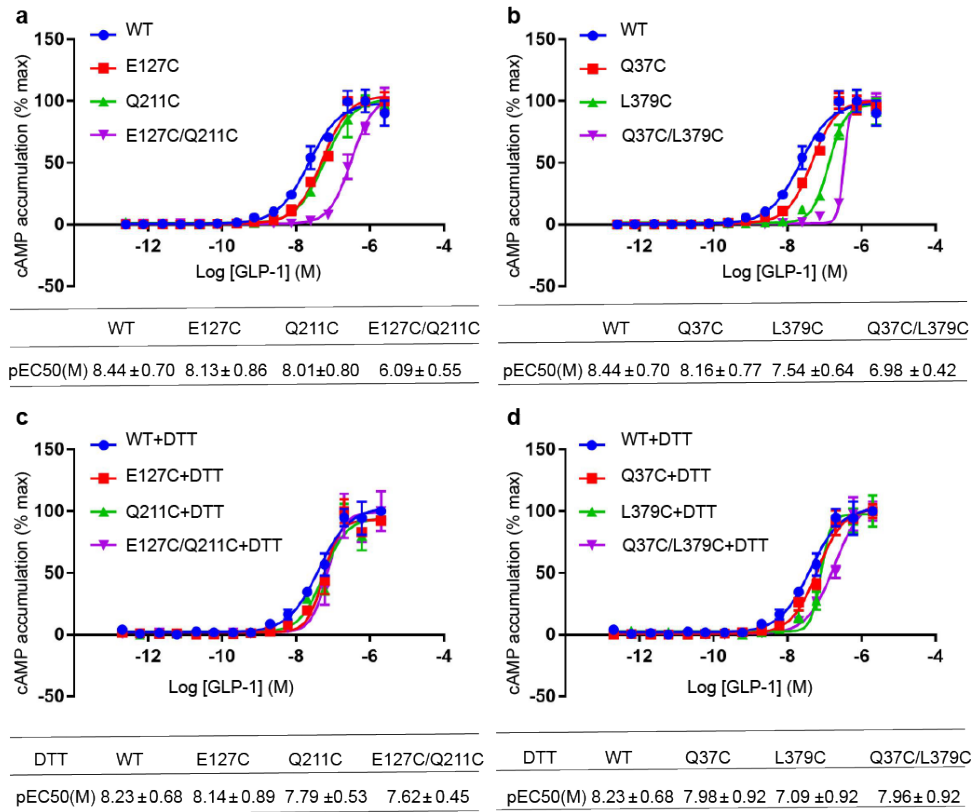 a
150
100
50
0
-50
cAMP accumulation (% max)
WT
E127C
Q211C
E127C/Q211C
-12 -10 -8 -6 -4
Log [GLP-1] (M)
WT E127C Q211C E127C/Q211C
pEC50(M) 8.44±0.70 8.13±0.86 8.01±0.80 6.09±0.55
b
150
100
50
0
-50
cAMP accumulation (% max)
WT
Q37C
L379C
Q37C/L379C
-12 -10 -8 -6 -4
Log [GLP-1] (M)
WT Q37C L379C Q37C/L379C
pEC50(M) 8.44±0.70 8.16±0.77 7.54 ±0.64 6.98 ±0.42
c
150
100
50
0
-50
cAMP accumulation (% max)
WT+DTT
E127C+DTT
Q211C+DTT
E127C/Q211C+DTT
-12 -10 -8 -6 -4
Log [GLP-1] (M)
DTT WT E127C Q211C E127C/Q211C
pEC50(M) 8.23±0.68 8.14±0.89 7.79 ±0.53 7.62±0.45
d
150
100
50
0
-50
cAMP accumulation (% max)
WT+DTT
Q37C+DTT
L379C+DTT
Q37C/L379C+DTT
-12 -10 -8 -6 -4
Log [GLP-1] (M)
DTT WT Q37C L379C Q37C/L379C
pEC50(M) 8.23±0.68 7.98±0.92 7.09 ±0.92 7.96±0.92